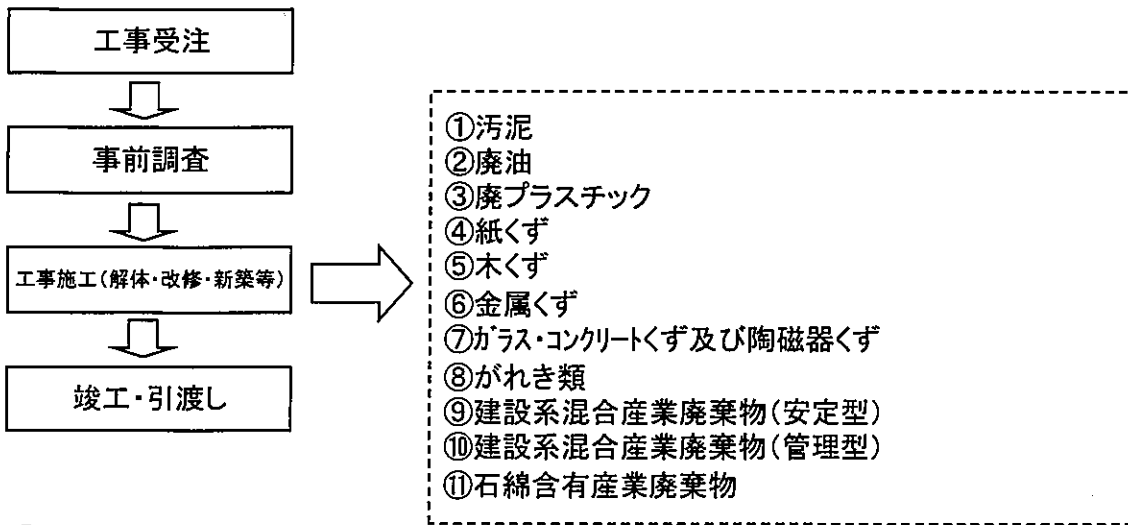 工事受注
事前調査
工事施工(解体・改修・新築等)
竣工・引渡し
①汚泥
②廃油
③廃プラスチック
④紙くず
⑤木くず
⑥金属くず
⑦ガラス・コンクリートくず及び陶磁器くず
⑧がれき類
⑨建設系混合産業廃棄物(安定型)
⑩建設系混合産業廃棄物(管理型)
⑪石綿含有産業廃棄物